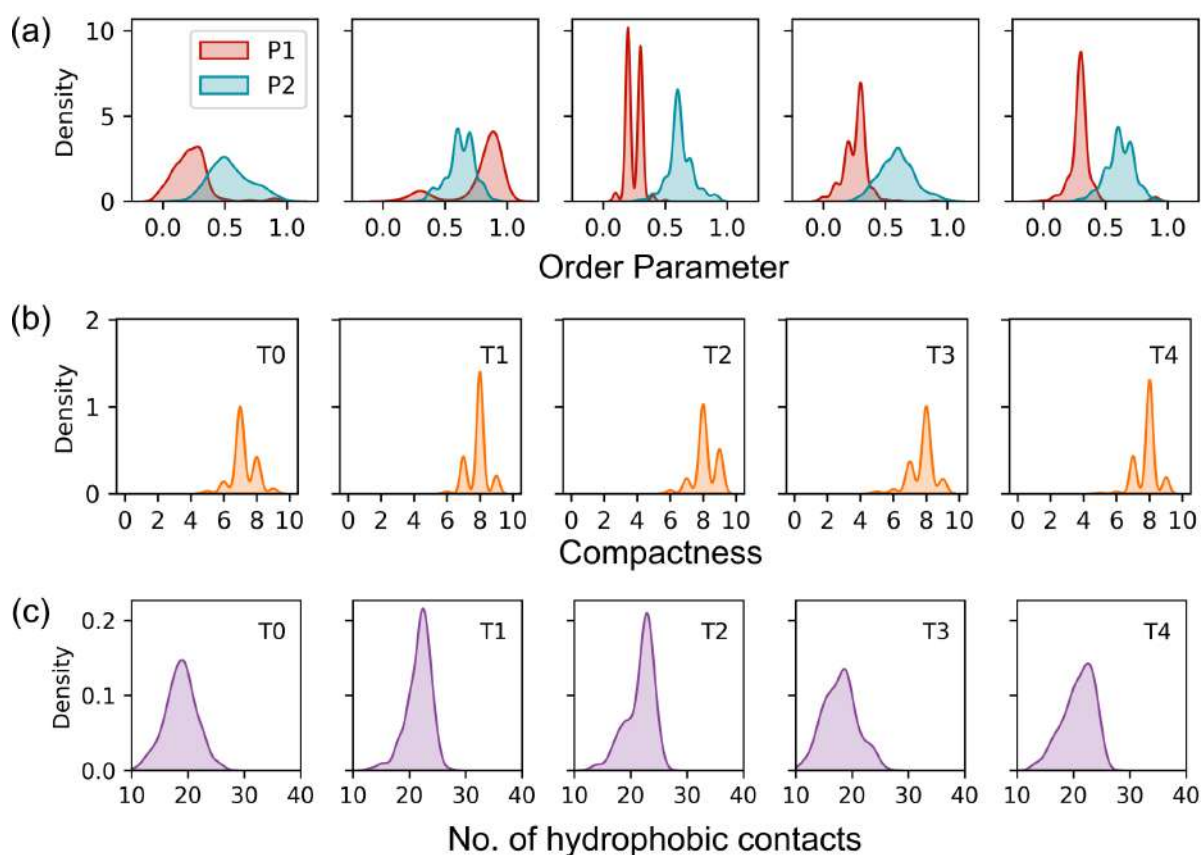 (a)
10
5
0
Density
P1
P2
0.0 0.5 1.0 0.0 0.5 1.0 0.0 0.5 1.0 0.0 0.5 1.0 0.0 0.5 1.0
Order Parameter
(b)
2
1
0
Density
T0 T1 T2 T3 T4
0 2 4 6 8 10 0 2 4 6 8 10 0 2 4 6 8 10 0 2 4 6 8 10 0 2 4 6 8 10
Compactness
(c)
0.2
0.1
0.0
Density
T0 T1 T2 T3 T4
10 20 30 40 10 20 30 40 10 20 30 40 10 20 30 40 10 20 30 40
No. of hydrophobic contacts